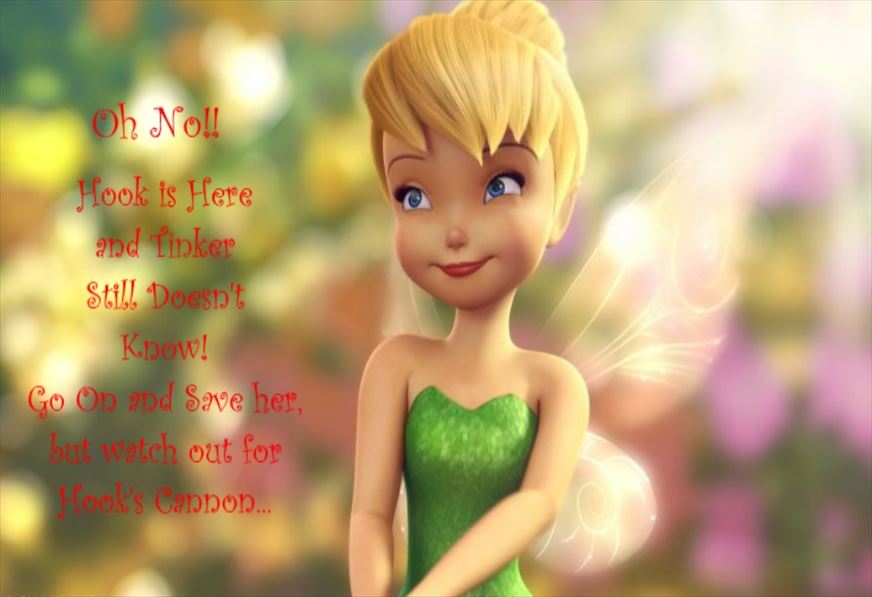 Oh No!!
Hook is Here
and Tinker
Still Doesn't
Know!
Go On and Save her,
but watch out for
Hook's Cannon...